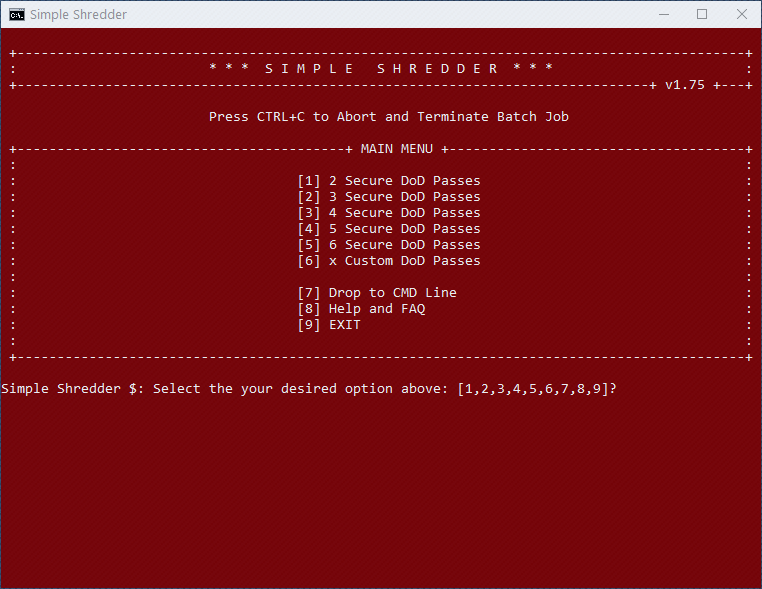 Simple Shredder
* * * S I M P L E S H R E D D E R * * *
v1.75
Press CTRL+C to Abort and Terminate Batch Job
MAIN MENU
[1] 2 Secure DoD Passes
[2] 3 Secure DoD Passes
[3] 4 Secure DoD Passes
[4] 5 Secure DoD Passes
[5] 6 Secure DoD Passes
[6] x Custom DoD Passes
[7] Drop to CMD Line
[8] Help and FAQ
[9] EXIT
Simple Shredder $: Select the your desired option above: [1,2,3,4,5,6,7,8,9]?